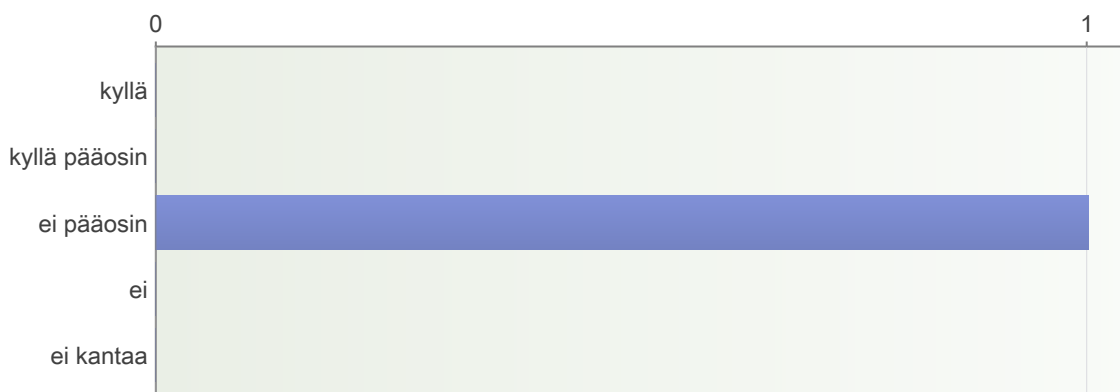 0 1
kyllä
kyllä pääosin
ei pääosin
ei
ei kantaa